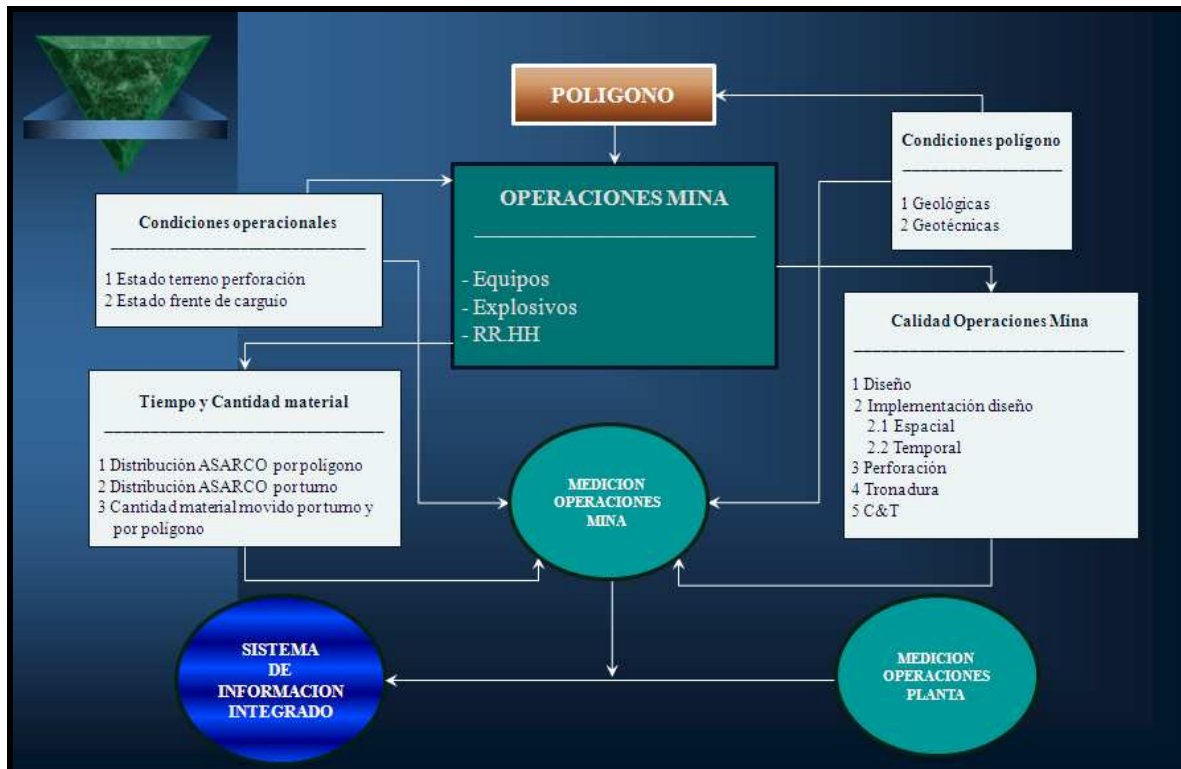 POLIGONO
Condiciones polígono
1 Geológicas
2 Geotécnicas
OPERACIONES MINA
- Equipos
- Explosivos
- RR.HH
Condiciones operacionales
1 Estado terreno perforación
2 Estado frente de carguío
Calidad Operaciones Mina
1 Diseño
2 Implementación diseño
2.1 Espacial
2.2 Temporal
3 Perforación
4 Tronadura
5 C&T
Tiempo y Cantidad material
1 Distribución ASARCO por polígono
2 Distribución ASARCO por turno
3 Cantidad material movido por turno y
por polígono
MEDICION
OPERACIONES
MINA
SISTEMA
DE
INFORMACION
INTEGRADO
MEDICION
OPERACIONES
PLANTA